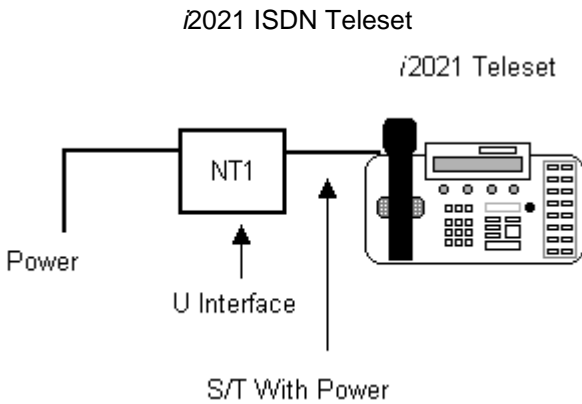 i2021 ISDN Teleset
i2021 Teleset
NT1
Power
U Interface
S/T With Power